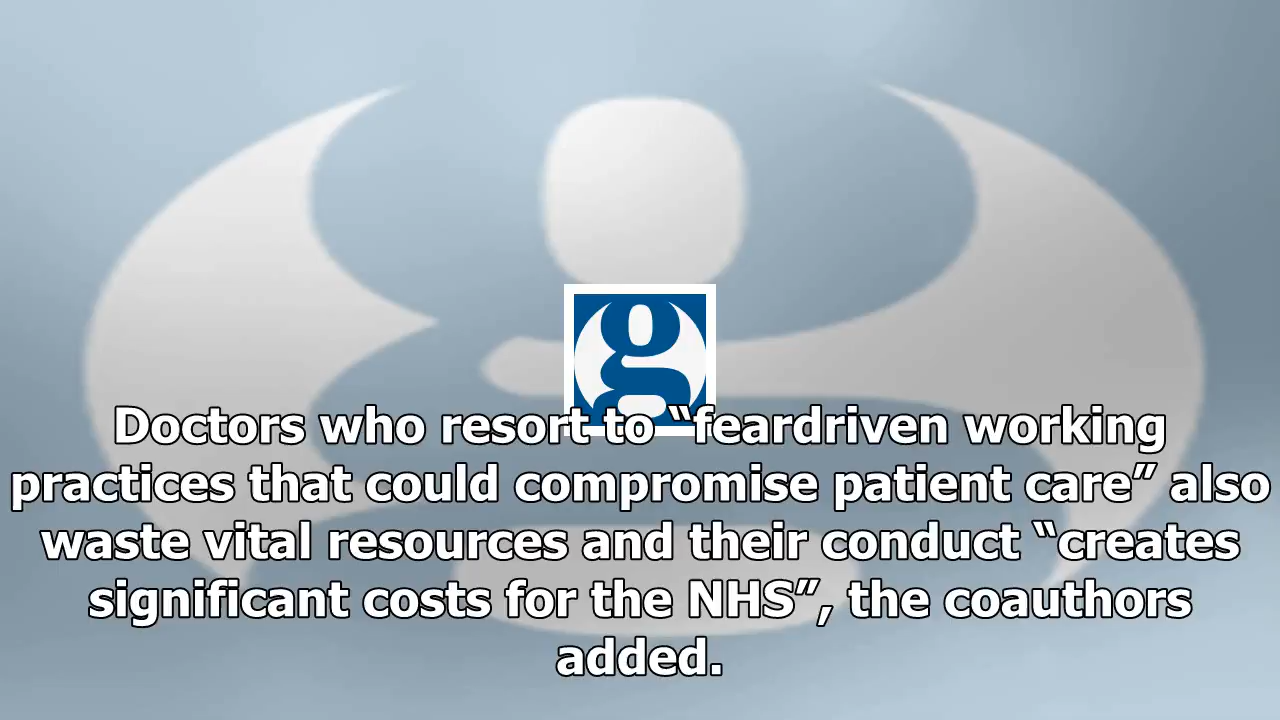 g
Doctors who resort to “feardriven working
practices that could compromise patient care” also
waste vital resources and their conduct “creates
significant costs for the NHS”, the coauthors
added.